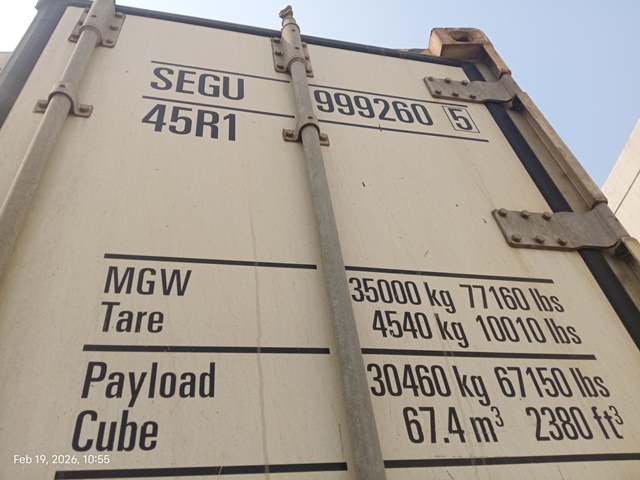 SEGU 999260 5
45R1
MGW 35000 kg 77160 lbs
Tare 4540 kg 10010 lbs
Payload 30460 kg 67150 lbs
Cube 67.4 m³ 2380 ft³
Feb 19, 2026, 10:55